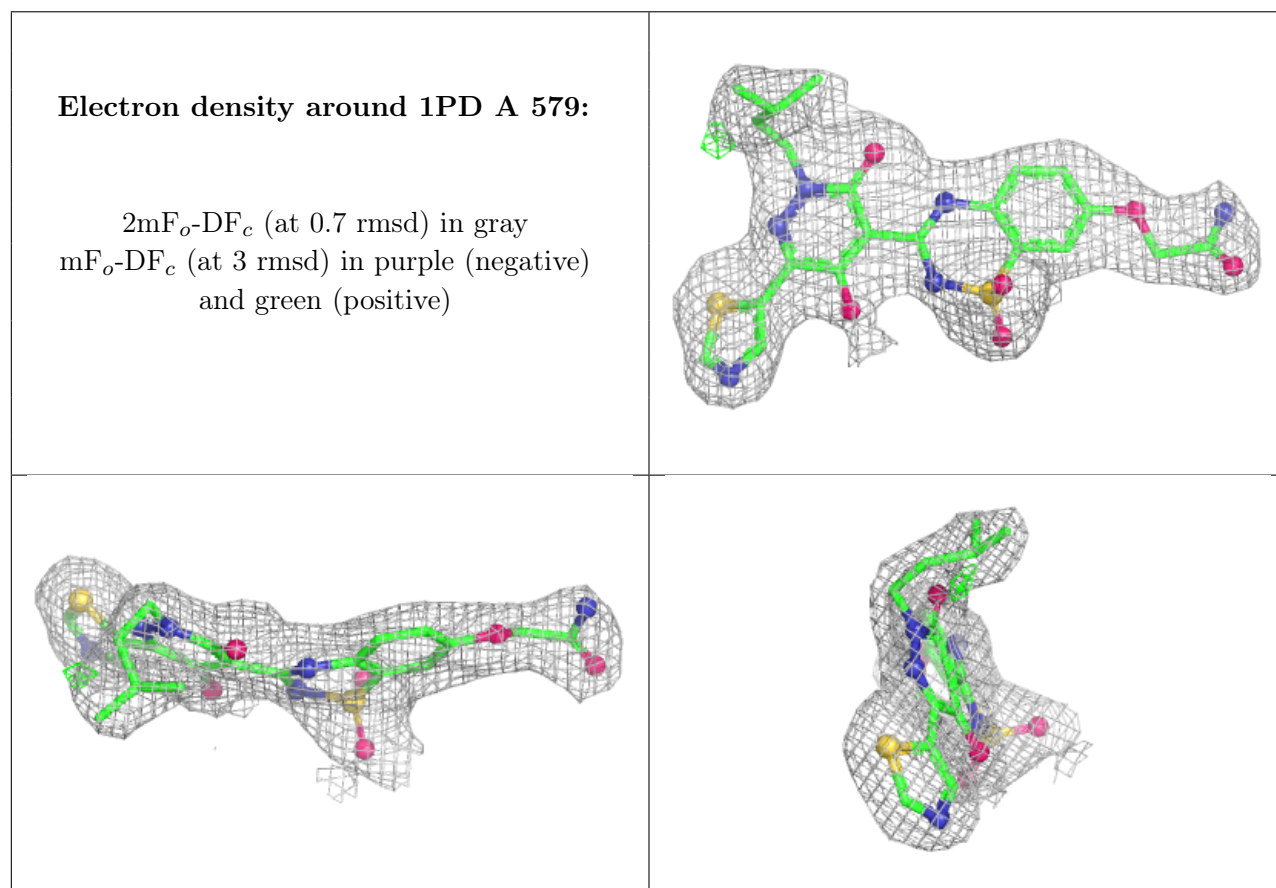 Electron density around 1PD A 579:
2mFo-DFc (at 0.7 rmsd) in gray
mFo-DFc (at 3 rmsd) in purple (negative)
and green (positive)